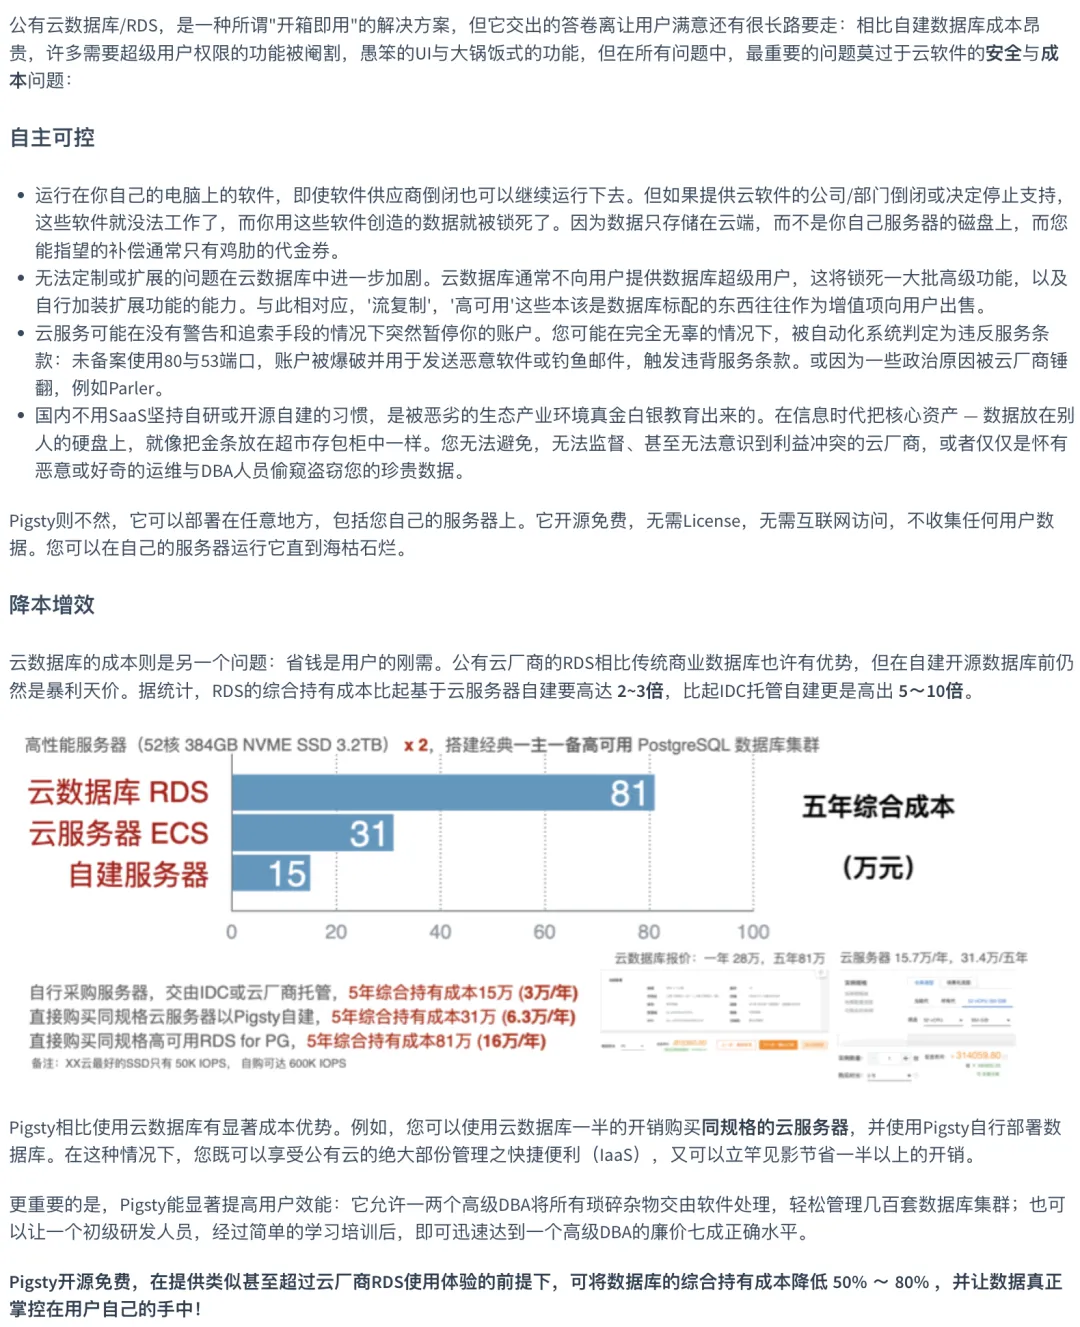 公有云数据库/RDS，是一种所谓"开箱即用"的解决方案，但它交出的答卷离让用户满意还有很长路要走：相比自建数据库成本昂
贵，许多需要超级用户权限的功能被阉割，愚笨的UI与大锅饭式的功能，但在所有问题中，最重要的问题莫过于云软件的安全与成
本问题：
自主可控
运行在你自己的电脑上的软件，即使软件供应商倒闭也可以继续运行下去。但如果提供云软件的公司/部门倒闭或决定停止支持，
这些软件就没法工作了，而你用这些软件创造的数据就被锁死了。因为数据只存储在云端，而不是你自己服务器的磁盘上，而您
能指望的补偿通常只有鸡肋的代金券。
无法定制或扩展的问题在云数据库中进一步加剧。云数据库通常不向用户提供数据库超级用户，这将锁死一大批高级功能，以及
自行加装扩展功能的能力。与此相对应，'流复制'，'高可用'这些本该是数据库标配的东西往往作为增值项向用户出售。
云服务可能在没有警告和追索手段的情况下突然暂停你的账户。您可能在完全无辜的情况下，被自动化系统判定为违反服务条
款：未备案使用80与53端口，账户被爆破并用于发送恶意软件或钓鱼邮件，触发违背服务条款。或因为一些政治原因被云厂商锤
翻，例如Parler。
国内不用SaaS坚持自研或开源自建的习惯，是被恶劣的生态产业环境真金白银教育出来的。在信息时代把核心资产 — 数据放在别
人的硬盘上，就像把金条放在超市存包柜中一样。您无法避免，无法监督、甚至无法意识到利益冲突的云厂商，或者仅仅是怀有
恶意或好奇的运维与DBA人员偷窥盗窃您的珍贵数据。
Pigsty则不然，它可以部署在任意地方，包括您自己的服务器上。它开源免费，无需License，无需互联网访问，不收集任何用户数
据。您可以在自己的服务器运行它直到海枯石烂。
降本增效
云数据库的成本则是另一个问题：省钱是用户的刚需。公有云厂商的RDS相比传统商业数据库也许有优势，但在自建开源数据库前仍
然是暴利天价。据统计，RDS的综合持有成本比起基于云服务器自建要高达 2~3倍，比起IDC托管自建更是高出 5～10倍。
高性能服务器（52核 384GB NVME SSD 3.2TB） x 2，搭建经典一主一备高可用 PostgreSQL 数据库集群
云数据库 RDS 81
云服务器 ECS 31
自建服务器 15
五年综合成本
（万元）
0 20 40 60 80 100
云数据库报价：一年 28万，五年81万
云服务器 15.7万/年，31.4万/五年
自行采购服务器，交由IDC或云厂商托管，5年综合持有成本15万 (3万/年)
直接购买同规格云服务器以Pigsty自建，5年综合持有成本31万 (6.3万/年)
直接购买同规格高可用RDS for PG，5年综合持有成本81万 (16万/年)
备注：XX云最好的SSD只有 50K IOPS， 自购可达 600K IOPS
314059.80
Pigsty相比使用云数据库有显著成本优势。例如，您可以使用云数据库一半的开销购买同规格的云服务器，并使用Pigsty自行部署数
据库。在这种情况下，您既可以享受公有云的绝大部份管理之快捷便利（IaaS），又可以立竿见影节省一半以上的开销。
更重要的是，Pigsty能显著提高用户效能：它允许一两个高级DBA将所有琐碎杂物交由软件处理，轻松管理几百套数据库集群；也可
以让一个初级研发人员，经过简单的学习培训后，即可迅速达到一个高级DBA的廉价七成正确水平。
Pigsty开源免费，在提供类似甚至超过云厂商RDS使用体验的前提下，可将数据库的综合持有成本降低 50% ～ 80% ，并让数据真正
掌控在用户自己的手中！